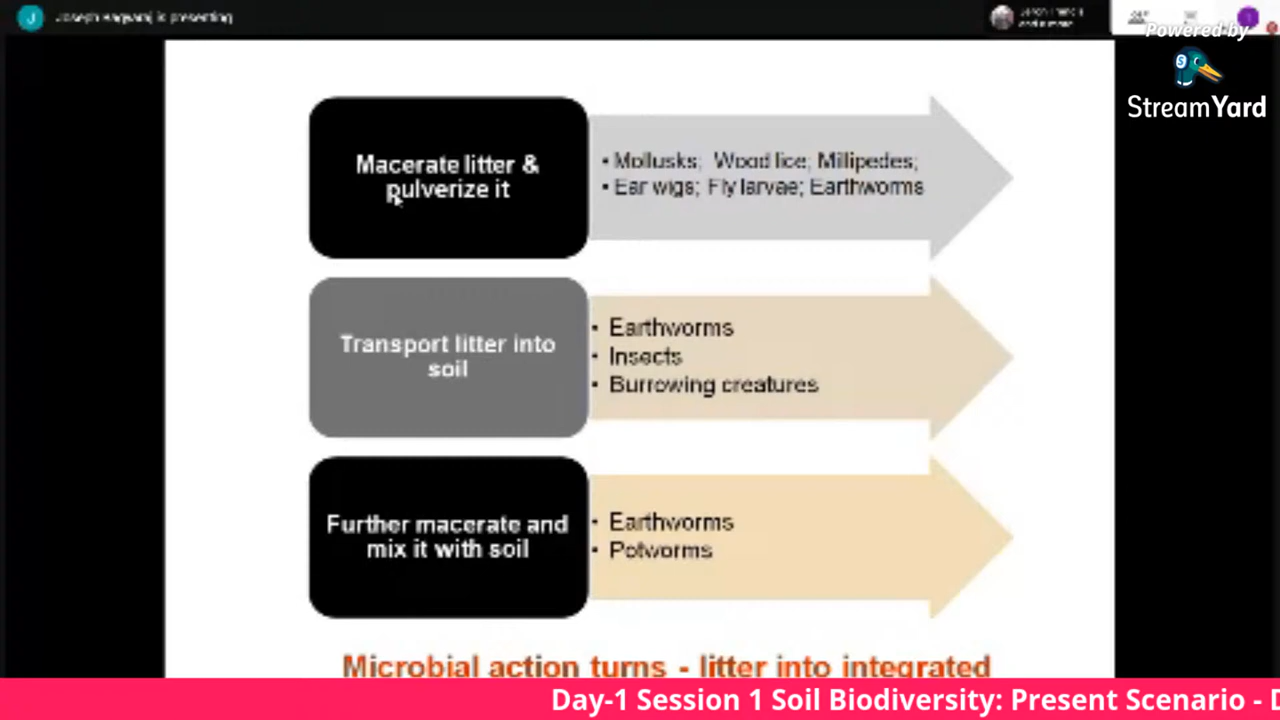 is presenting
Powered by
StreamYard
Macerate litter &
pulverize it
• Mollusks; Wood lice; Millipedes;
• Ear wigs; Fly larvae; Earthworms
Transport litter into
soil
• Earthworms
• Insects
• Burrowing creatures
Further macerate and
mix it with soil
• Earthworms
• Potworms
Microbial action turns - litter into integrated
Day-1 Session 1 Soil Biodiversity: Present Scenario -